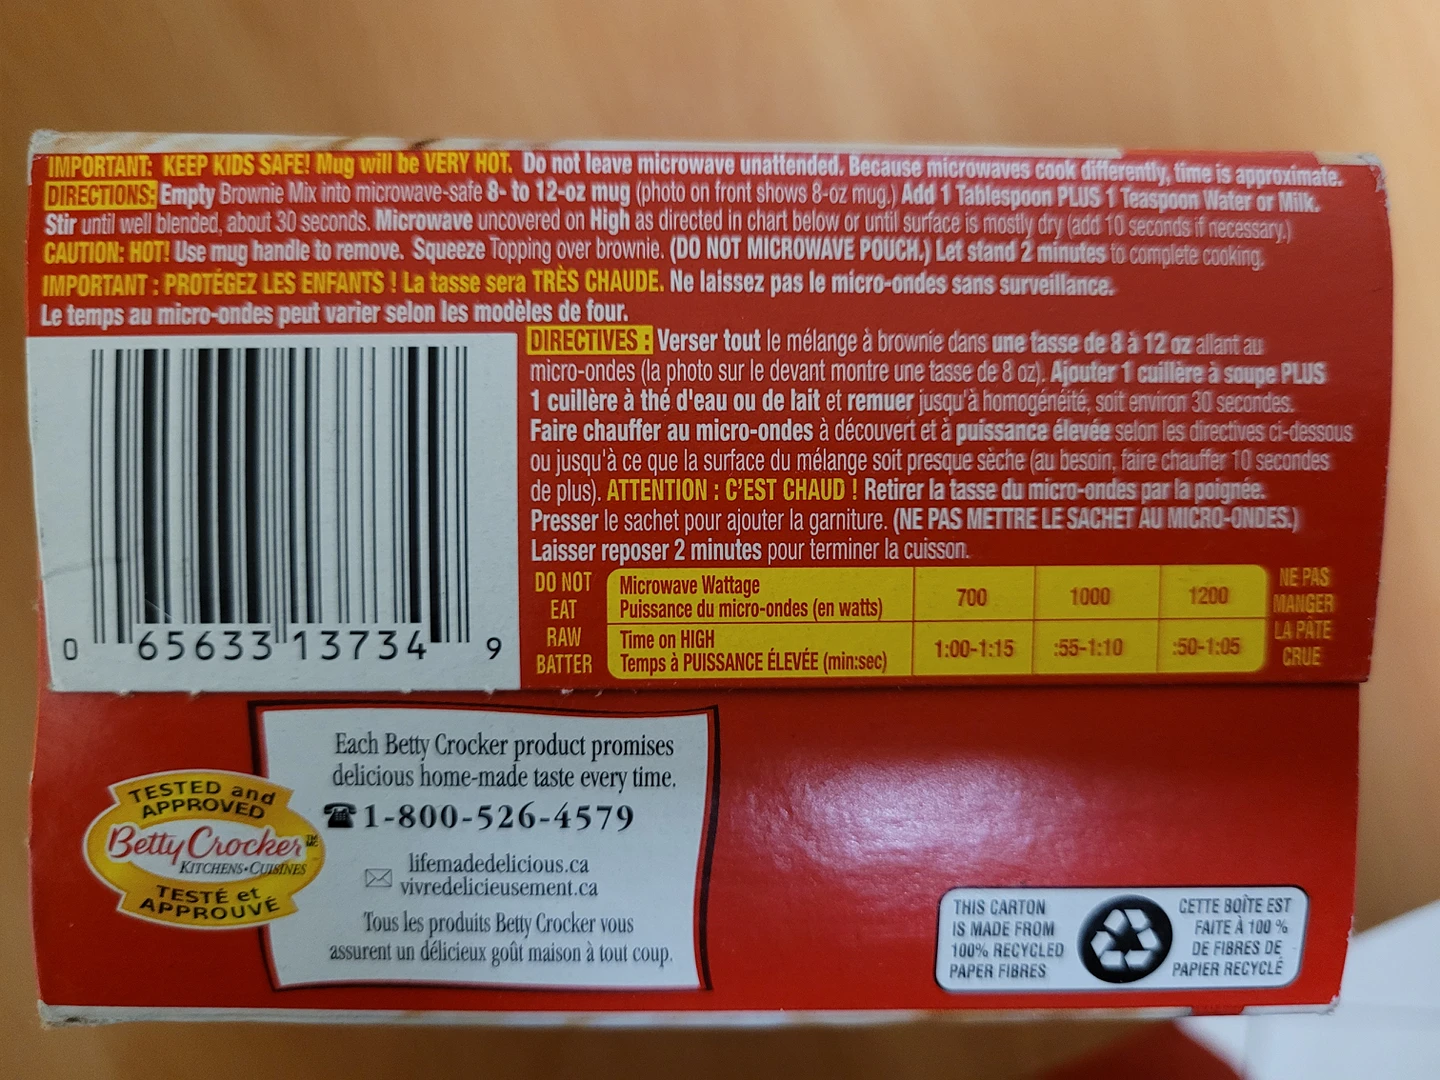 IMPORTANT: KEEP KIDS SAFE! Mug will be VERY HOT. Do not leave microwave unattended. Because microwaves cook differently, time is approximate.
DIRECTIONS: Empty Brownie Mix into microwave-safe 8- to 12-oz mug (photo on front shows 8-oz mug.) Add 1 Tablespoon PLUS 1 Teaspoon Water or Milk.
Stir until well blended, about 30 seconds. Microwave uncovered on High as directed in chart below or until surface is mostly dry (add 10 seconds if necessary.)
CAUTION: HOT! Use mug handle to remove. Squeeze Topping over brownie. (DO NOT MICROWAVE POUCH.) Let stand 2 minutes to complete cooking.
IMPORTANT : PROTÉGEZ LES ENFANTS ! La tasse sera TRÈS CHAUDE. Ne laissez pas le micro-ondes sans surveillance.
Le temps au micro-ondes peut varier selon les modèles de four.
DIRECTIVES : Verser tout le mélange à brownie dans une tasse de 8 à 12 oz allant au
micro-ondes (la photo sur le devant montre une tasse de 8 oz). Ajouter 1 cuillère à soupe PLUS
1 cuillère à thé d'eau ou de lait et remuer jusqu'à homogénéité, soit environ 30 secondes.
Faire chauffer au micro-ondes à découvert et à puissance élevée selon les directives ci-dessous
ou jusqu'à ce que la surface du mélange soit presque sèche (au besoin, faire chauffer 10 secondes
de plus). ATTENTION : C'EST CHAUD ! Retirer la tasse du micro-ondes par la poignée.
Presser le sachet pour ajouter la garniture. (NE PAS METTRE LE SACHET AU MICRO-ONDES.)
Laisser reposer 2 minutes pour terminer la cuisson.
0 65633 13734 9
DO NOT
EAT
RAW
BATTER
Microwave Wattage
Puissance du micro-ondes (en watts)
700 1000 1200
Time on HIGH
Temps à PUISSANCE ÉLEVÉE (min:sec)
1:00-1:15 :55-1:10 :50-1:05
NE PAS
MANGER
LA PÂTE
CRUE
TESTED and
APPROVED
Betty Crocker TM MC
KITCHENS•CUISINES
TESTÉ et
APPROUVÉ
Each Betty Crocker product promises
delicious home-made taste every time.
☎1-800-526-4579
lifemadedelicious.ca
vivredelicieusement.ca
Tous les produits Betty Crocker vous
assurent un délicieux goût maison à tout coup.
THIS CARTON
IS MADE FROM
100% RECYCLED
PAPER FIBRES
CETTE BOÎTE EST
FAITE À 100 %
DE FIBRES DE
PAPIER RECYCLÉ